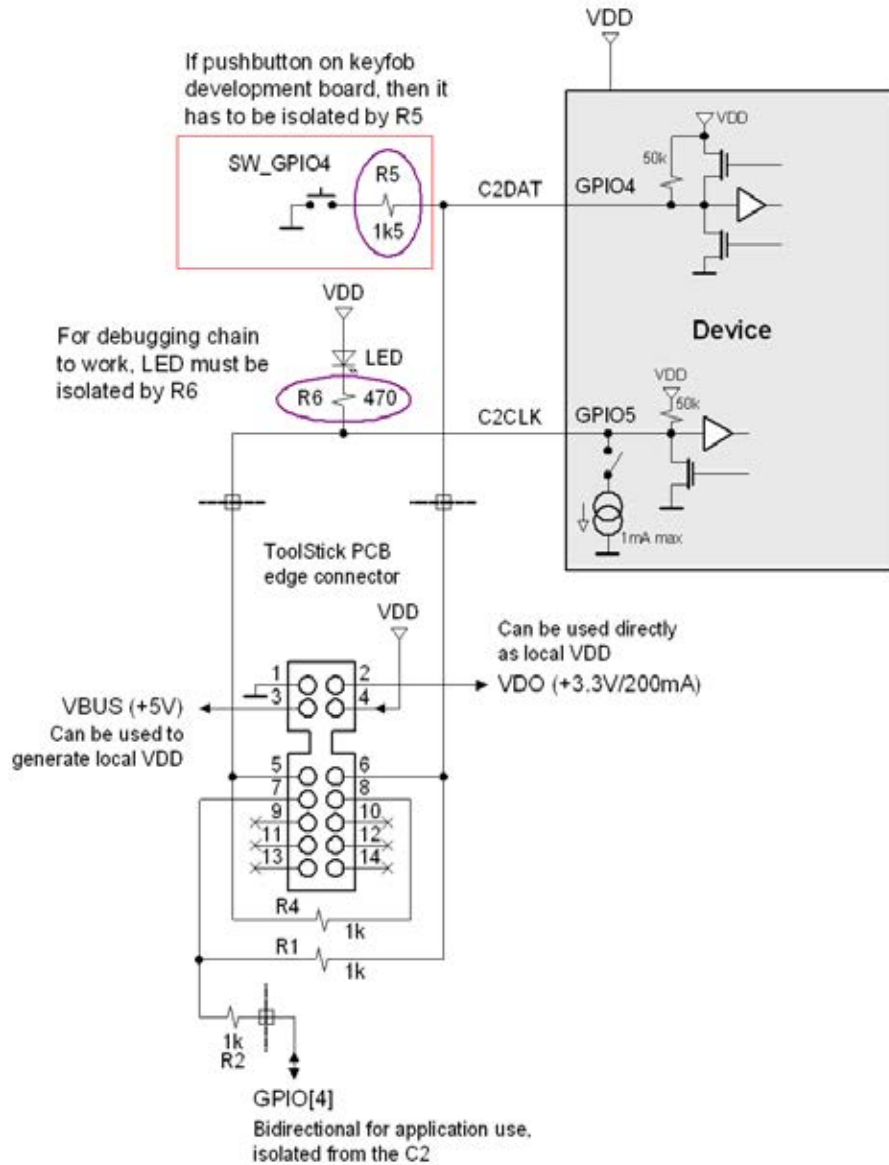 VDD
If pushbutton on keyfob
development board, then it
has to be isolated by R5
SW_GPIO4
R5
1k5
C2DAT
GPIO4
VDD
50k
Device
VDD
For debugging chain
to work, LED must be
isolated by R6
LED
R6
470
C2CLK
GPIO5
VDD
50k
1mA max
ToolStick PCB
edge connector
VDD
Can be used directly
as local VDD
VDO (+3.3V/200mA)
VBUS (+5V)
Can be used to
generate local VDD
1 2
3 4
5 6
7 8
9 10
11 12
13 14
R4
1k
R1
1k
1k
R2
GPIO[4]
Bidirectional for application use,
isolated from the C2